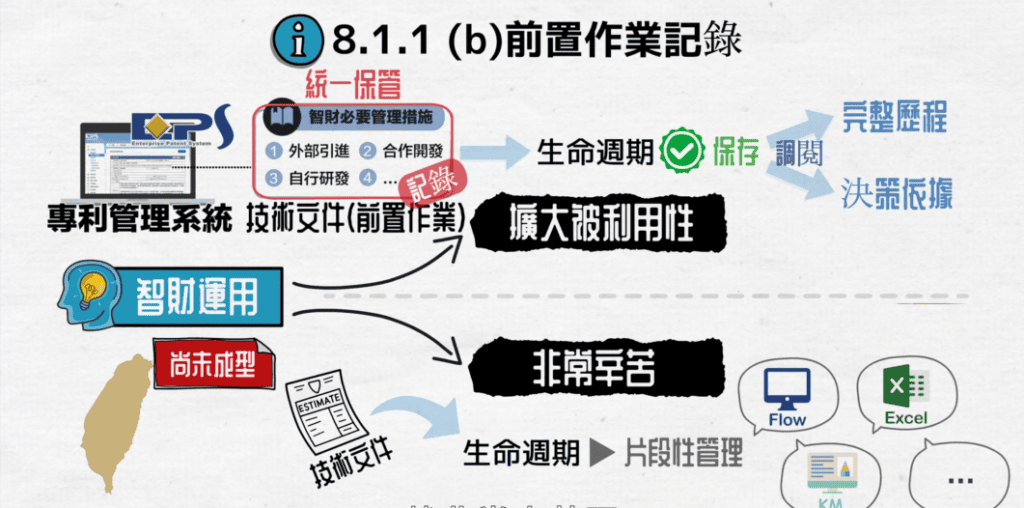 8.1.1 (b)前置作業記錄
統一保管
EPS
Enterprise Patent System
智財必要管理措施
1 外部引進 2 合作開發
3 自行研發 4 ...
記錄
專利管理系統
技術文件(前置作業)
生命週期
保存
調閱
完整歷程
決策依據
擴大被利用性
智財運用
尚未成型
非常辛苦
ESTIMATE
技術文件
生命週期
片段性管理
Flow
Excel
KM
...